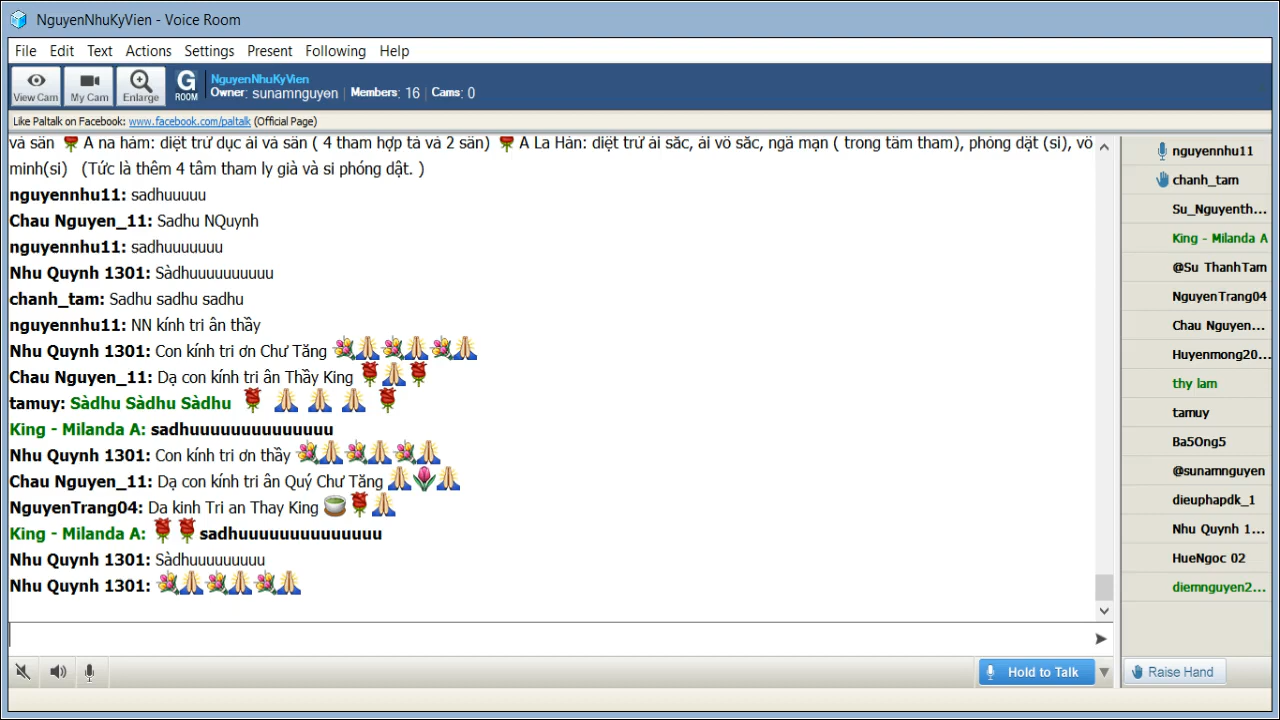 NguyenNhuKyVien - Voice Room
File Edit Text Actions Settings Present Following Help
View Cam My Cam Enlarge G ROOM
NguyenNhuKyVien
Owner: sunamnguyen Members: 16 Cams: 0
Like Paltalk on Facebook: www.facebook.com/paltalk (Official Page)
và sân A na hàm: diệt trừ dục ái và sân ( 4 tham hợp tà và 2 sân) A La Hán: diệt trừ ái sắc, ái vô sắc, ngã mạn ( trong tâm tham), phóng dật (si), vô
minh(si) (Tức là thêm 4 tâm tham ly già và si phóng dật. )
nguyennhu11: sadhuuuuu
Chau Nguyen_11: Sadhu NQuynh
nguyennhu11: sadhuuuuuuu
Nhu Quynh 1301: Sàdhuuuuuuuuuu
chanh_tam: Sadhu sadhu sadhu
nguyennhu11: NN kính tri ân thầy
Nhu Quynh 1301: Con kính tri ơn Chư Tăng
Chau Nguyen_11: Dạ con kính tri ân Thầy King
tamuy: Sàdhu Sàdhu Sàdhu
King - Milanda A: sadhuuuuuuuuuuuuuu
Nhu Quynh 1301: Con kính tri ơn thầy
Chau Nguyen_11: Dạ con kính tri ân Quý Chư Tăng
NguyenTrang04: Da kinh Tri an Thay King
King - Milanda A: sadhuuuuuuuuuuuuuu
Nhu Quynh 1301: Sàdhuuuuuuuuu
Nhu Quynh 1301:
Hold to Talk
nguyennhu11
chanh_tam
Su_Nguyenth...
King - Milanda A
@Su ThanhTam
NguyenTrang04
Chau Nguyen...
Huyenmong20...
thy lam
tamuy
Ba5Ong5
@sunamnguyen
dieuphapdk_1
Nhu Quynh 1...
HueNgoc 02
diemnguyen2...
Raise Hand